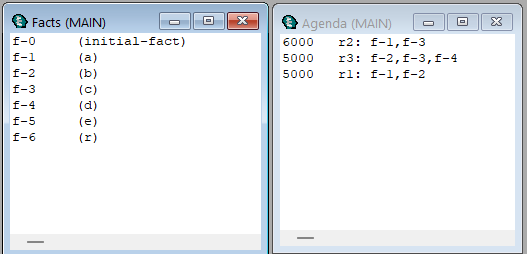 Facts (MAIN)
f-0 (initial-fact)
f-1 (a)
f-2 (b)
f-3 (c)
f-4 (d)
f-5 (e)
f-6 (r)
Agenda (MAIN)
6000 r2: f-1,f-3
5000 r3: f-2,f-3,f-4
5000 r1: f-1,f-2